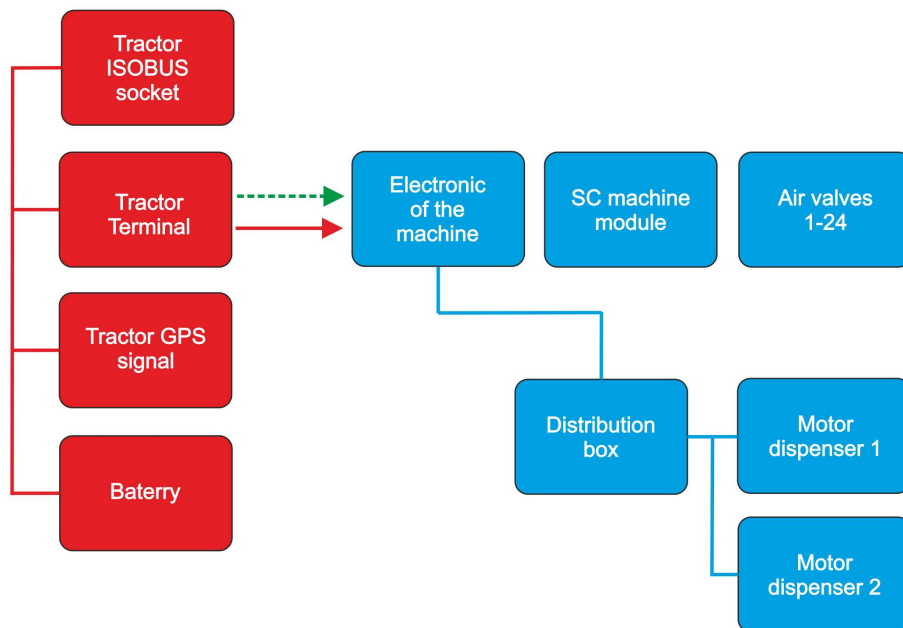 Tractor
ISOBUS
socket
Tractor
Terminal
Electronic
of the
machine
SC machine
module
Air valves
1-24
Tractor GPS
signal
Distribution
box
Motor
dispenser 1
Baterry
Motor
dispenser 2